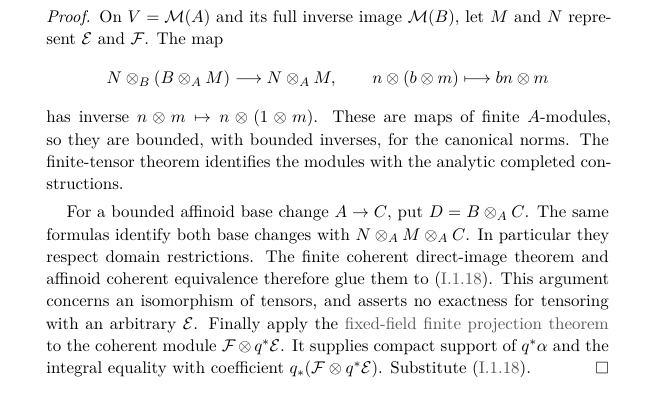 Proof. On V = M(A) and its full inverse image M(B), let M and N repre-
sent E and F. The map
N ⊗_B (B ⊗_A M) ⟶ N ⊗_A M,    n ⊗ (b ⊗ m) ⟼ bn ⊗ m
has inverse n ⊗ m ↦ n ⊗ (1 ⊗ m). These are maps of finite A-modules,
so they are bounded, with bounded inverses, for the canonical norms. The
finite-tensor theorem identifies the modules with the analytic completed con-
structions.
For a bounded affinoid base change A → C, put D = B ⊗_A C. The same
formulas identify both base changes with N ⊗_A M ⊗_A C. In particular they
respect domain restrictions. The finite coherent direct-image theorem and
affinoid coherent equivalence therefore glue them to (I.1.18). This argument
concerns an isomorphism of tensors, and asserts no exactness for tensoring
with an arbitrary E. Finally apply the fixed-field finite projection theorem
to the coherent module F ⊗ q*E. It supplies compact support of q*α and the
integral equality with coefficient q_*(F ⊗ q*E). Substitute (I.1.18). □